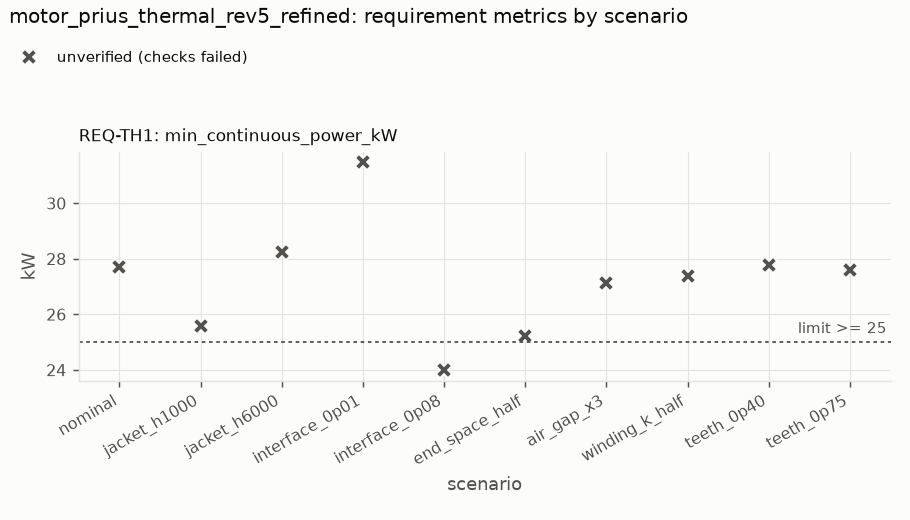 motor_prius_thermal_rev5_refined: requirement metrics by scenario
unverified (checks failed)
REQ-TH1: min_continuous_power_kW
kW
30
28
26
24
limit >= 25
nominal
jacket_h1000
jacket_h6000
interface_0p01
interface_0p08
end_space_half
air_gap_x3
winding_k_half
teeth_0p40
teeth_0p75
scenario